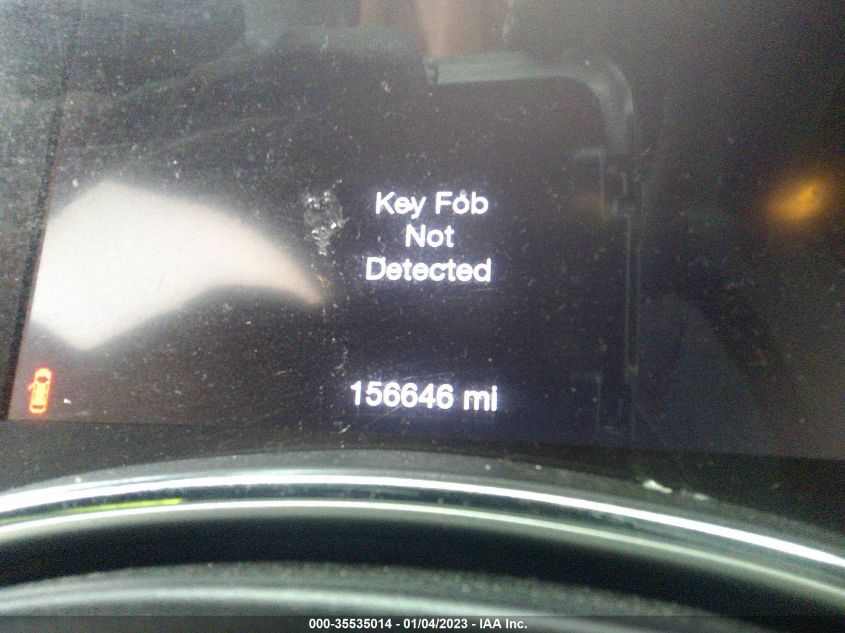 Key Fob
Not
Detected
156646 mi
000-35535014 - 01/04/2023 - IAA Inc.